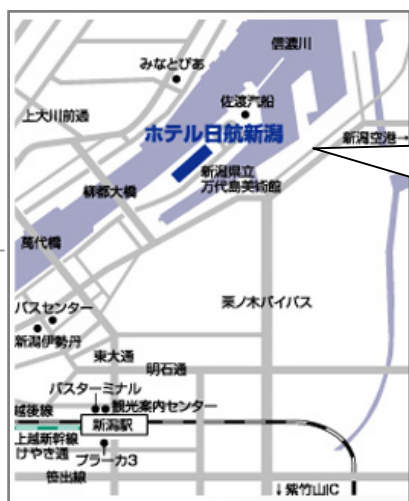 信濃川
みなとぴあ
佐渡汽船
上大川前通
ホテル日航新潟
新潟空港→
新潟県立
万代島美術館
柳都大橋
萬代橋
栗ノ木バイパス
バスセンター
新潟伊勢丹
東大通
明石通
バスターミナル
越後線
観光案内センター
新潟駅
上越新幹線
けやき通
プラーカ3
笹出線
↓紫竹山IC